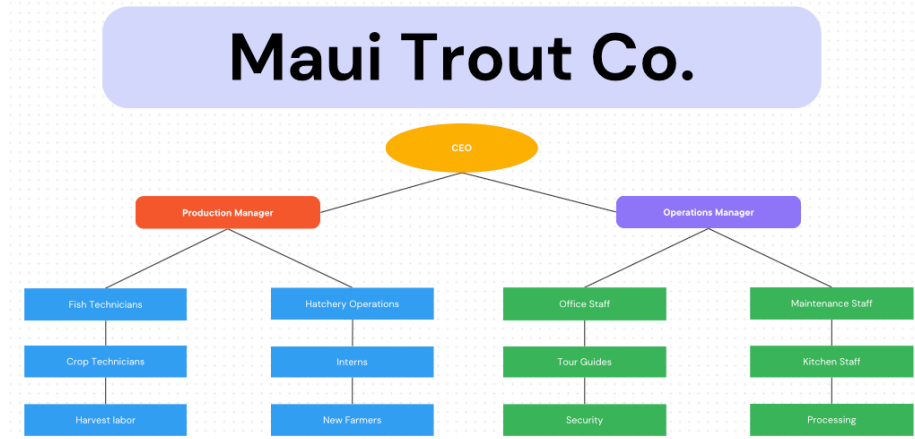 Maui Trout Co.
CEO
Production Manager
Operations Manager
Fish Technicians
Hatchery Operations
Office Staff
Maintenance Staff
Crop Technicians
Interns
Tour Guides
Kitchen Staff
Harvest labor
New Farmers
Security
Processing